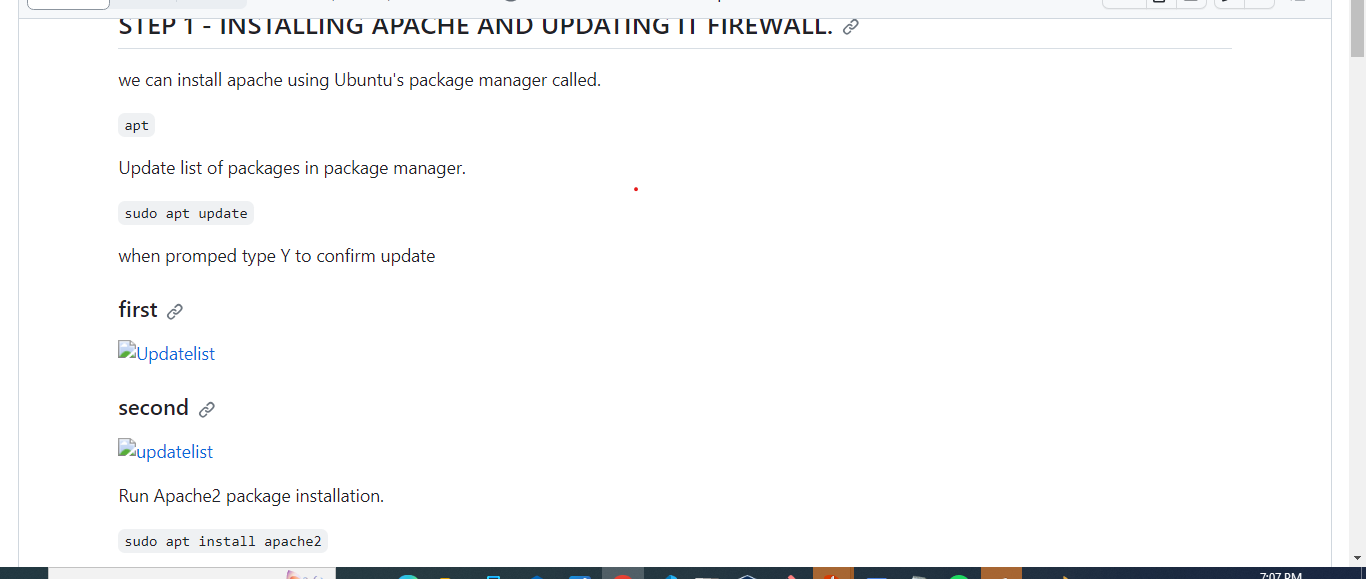 STEP 1 - INSTALLING APACHE AND UPDATING IT FIREWALL.
we can install apache using Ubuntu's package manager called.
apt
Update list of packages in package manager.
sudo apt update
when promped type Y to confirm update
first
Updatelist
second
updatelist
Run Apache2 package installation.
sudo apt install apache2
7:07 PM